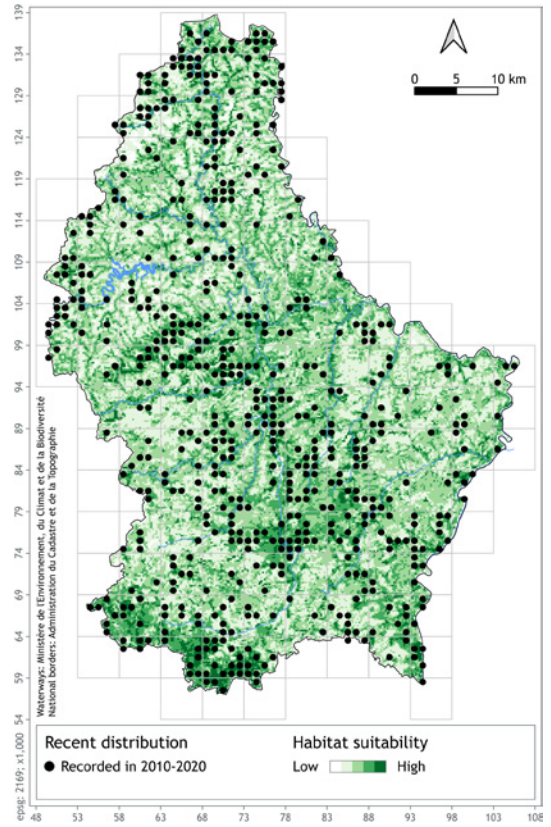 139
134
129
124
119
114
109
104
99
94
89
84
79
74
69
64
59
54
0 5 10 km
Waterways: Ministère de l'Environnement, du Climat et de la Biodiversité
National borders: Administration du Cadastre et de la Topographie
epsg: 2169; x1,000
Recent distribution
Recorded in 2010-2020
Habitat suitability
Low High
48 53 58 63 68 73 78 83 88 93 98 103 108